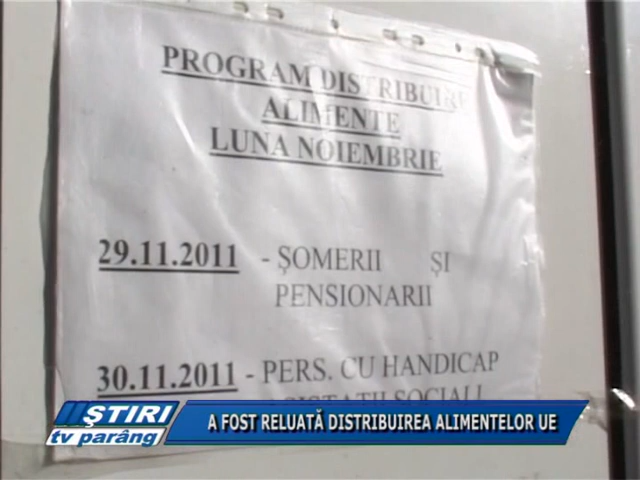 PROGRAM DISTRIBUIRE
ALIMENTE
LUNA NOIEMBRIE
29.11.2011 - ŞOMERII ŞI
PENSIONARII
30.11.2011 - PERS. CU HANDICAP
SOCIALI
ŞTIRI
tv parâng
A FOST RELUATĂ DISTRIBUIREA ALIMENTELOR UE